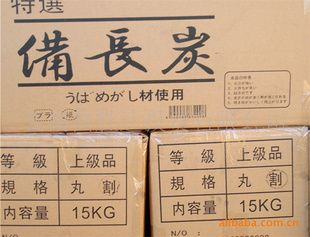 特選
備長炭
うばめがし材使用
プラ 紙
等級 上級品
規格 丸 割
内容量 15KG
N/O :
等級 上級品
規格 丸 割
内容量 15KG
N/O :
alibaba.com.cn